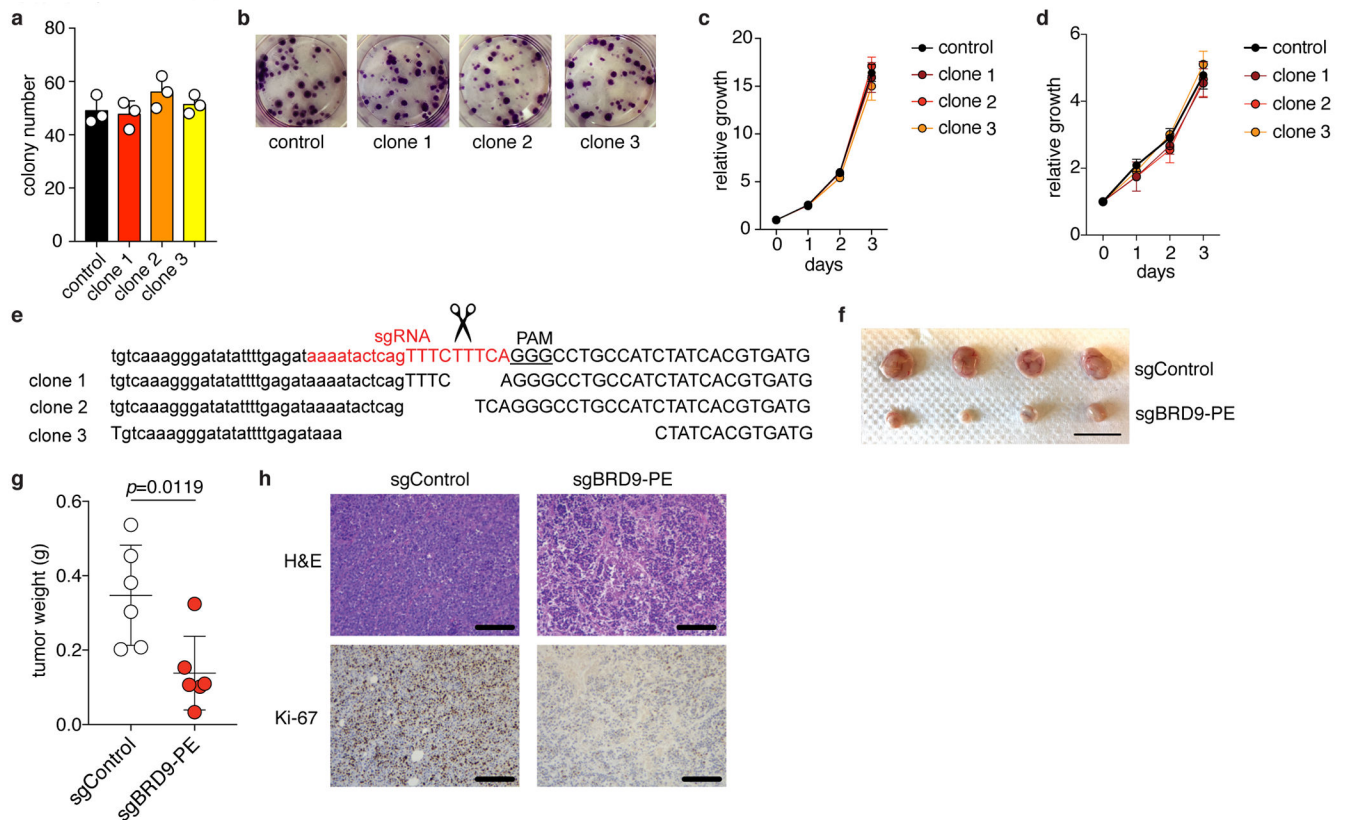 a
80
60
40
20
0
colony number
control
clone 1
clone 2
clone 3
b
control
clone 1
clone 2
clone 3
c
20
15
10
5
0
relative growth
0 1 2 3
days
control
clone 1
clone 2
clone 3
d
6
4
2
0
relative growth
0 1 2 3
days
control
clone 1
clone 2
clone 3
e
sgRNA
PAM
tgtcaaagggatatattttgagataaaatactcagTTTCTTTCAGGGCCTGCCATCTATCACGTGATG
clone 1 tgtcaaagggatatattttgagataaaatactcagTTTC AGGGCCTGCCATCTATCACGTGATG
clone 2 tgtcaaagggatatattttgagataaaatactcag TCAGGGCCTGCCATCTATCACGTGATG
clone 3 Tgtcaaagggatatattttgagataaa CTATCACGTGATG
f
sgControl
sgBRD9-PE
g
p=0.0119
0.6
0.4
0.2
0.0
tumor weight (g)
sgControl
sgBRD9-PE
h
sgControl sgBRD9-PE
H&E
Ki-67